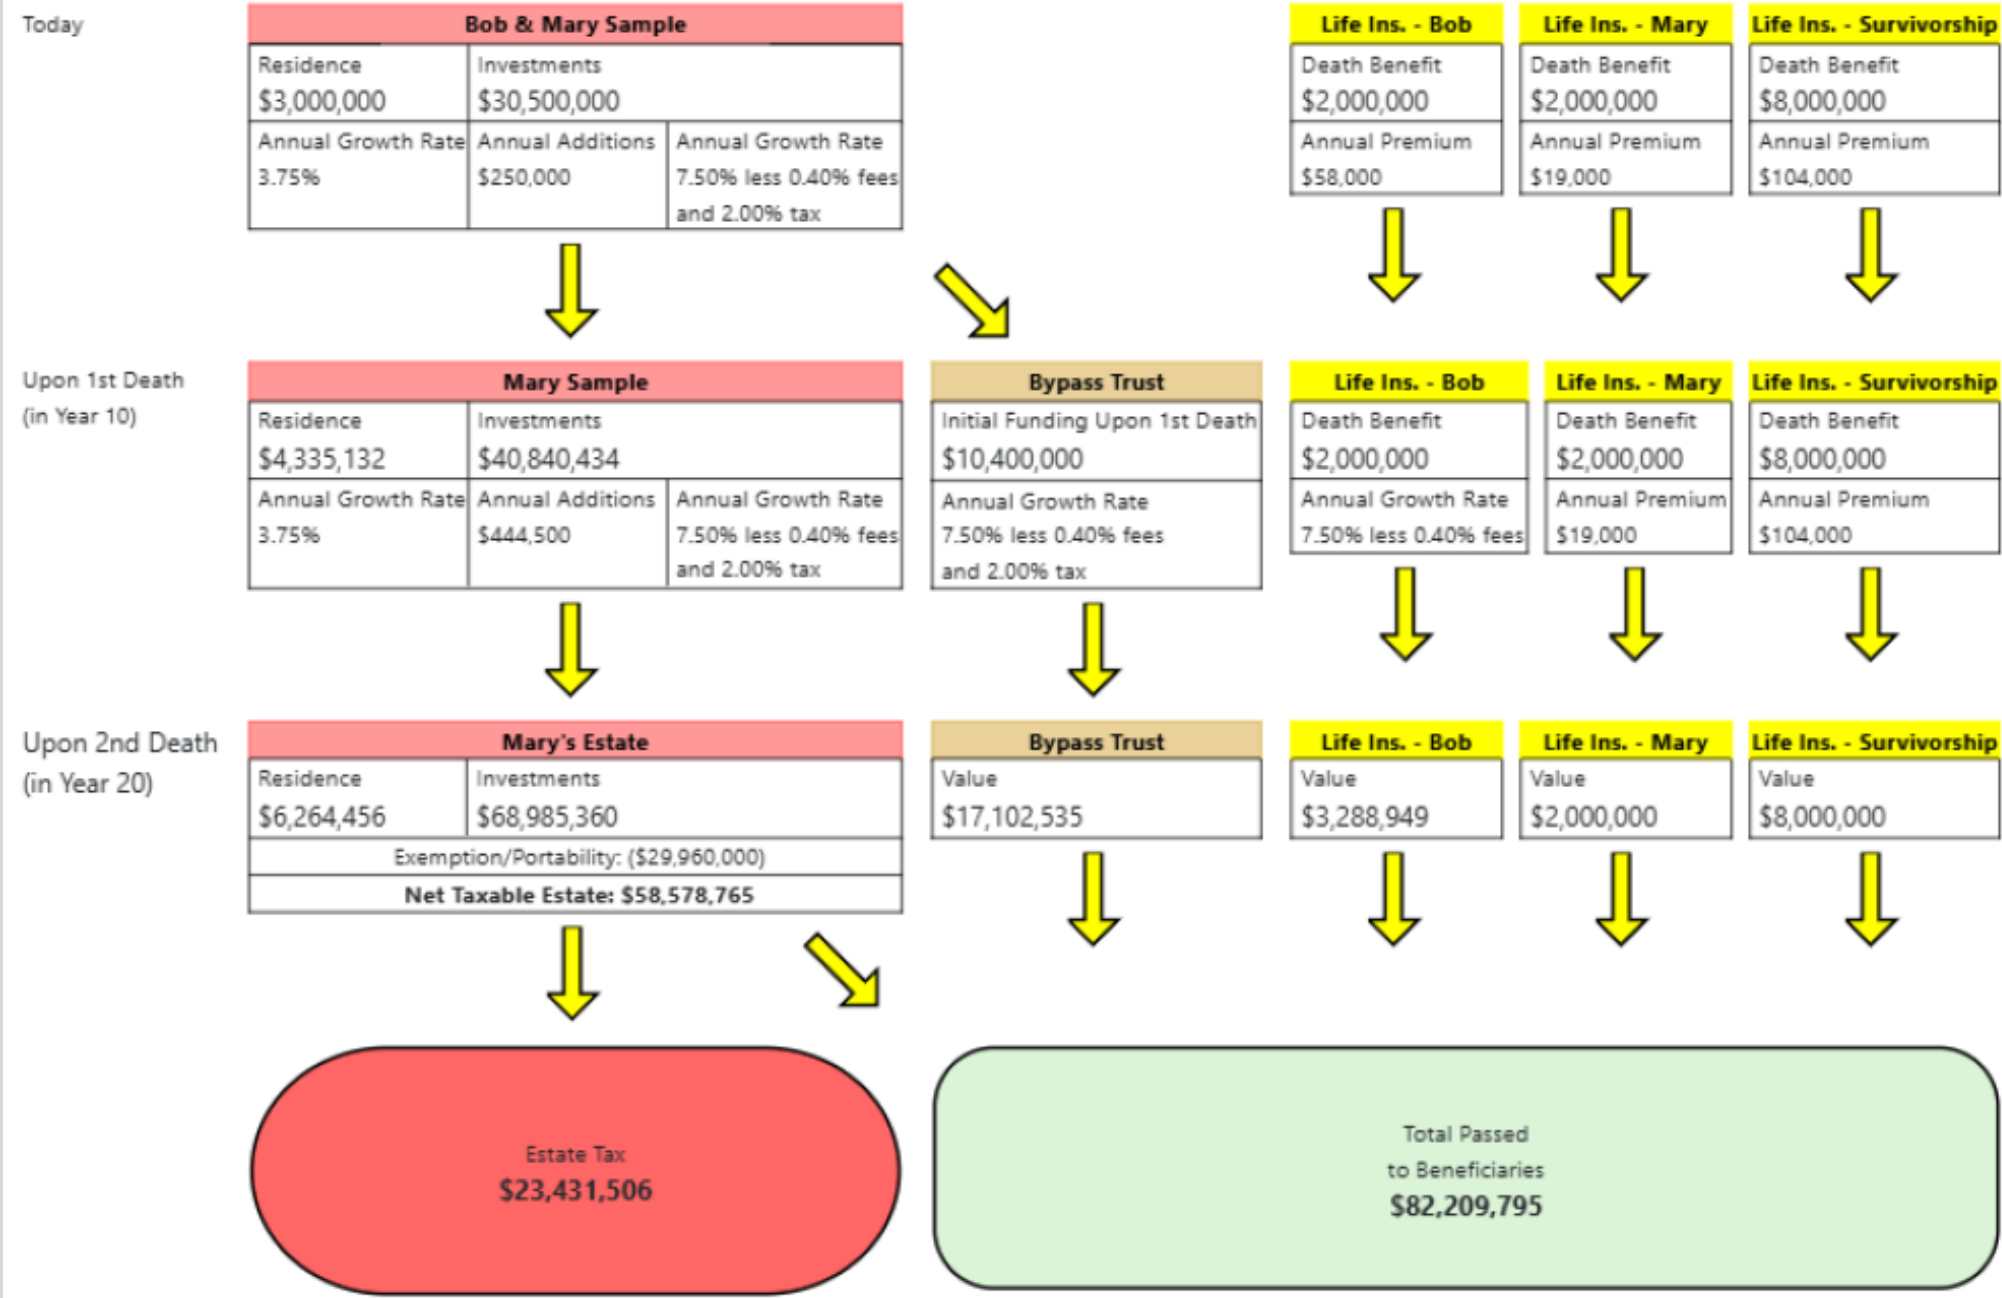 Today
Bob & Mary Sample
Residence
$3,000,000
Investments
$30,500,000
Annual Growth Rate
3.75%
Annual Additions
$250,000
Annual Growth Rate
7.50% less 0.40% fees
and 2.00% tax
Life Ins. - Bob
Death Benefit
$2,000,000
Annual Premium
$58,000
Life Ins. - Mary
Death Benefit
$2,000,000
Annual Premium
$19,000
Life Ins. - Survivorship
Death Benefit
$8,000,000
Annual Premium
$104,000
Upon 1st Death
(in Year 10)
Mary Sample
Residence
$4,335,132
Investments
$40,840,434
Annual Growth Rate
3.75%
Annual Additions
$444,500
Annual Growth Rate
7.50% less 0.40% fees
and 2.00% tax
Bypass Trust
Initial Funding Upon 1st Death
$10,400,000
Annual Growth Rate
7.50% less 0.40% fees
and 2.00% tax
Life Ins. - Bob
Death Benefit
$2,000,000
Annual Growth Rate
7.50% less 0.40% fees
Life Ins. - Mary
Death Benefit
$2,000,000
Annual Premium
$19,000
Life Ins. - Survivorship
Death Benefit
$8,000,000
Annual Premium
$104,000
Upon 2nd Death
(in Year 20)
Mary's Estate
Residence
$6,264,456
Investments
$68,985,360
Exemption/Portability: ($29,960,000)
Net Taxable Estate: $58,578,765
Bypass Trust
Value
$17,102,535
Life Ins. - Bob
Value
$3,288,949
Life Ins. - Mary
Value
$2,000,000
Life Ins. - Survivorship
Value
$8,000,000
Estate Tax
$23,431,506
Total Passed
to Beneficiaries
$82,209,795